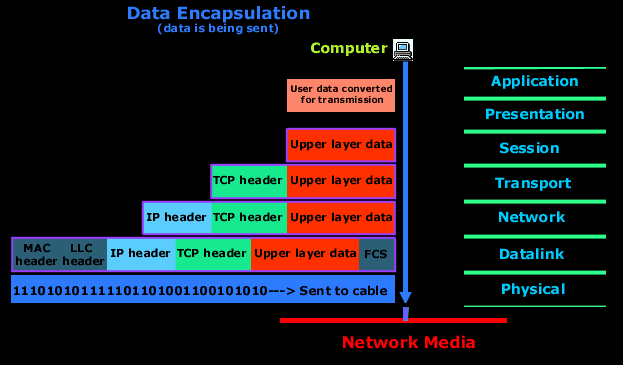 Data Encapsulation
(data is being sent)
Computer
User data converted
for transmission
Application
Presentation
Upper layer data
Session
TCP header Upper layer data
Transport
IP header TCP header Upper layer data
Network
MAC header LLC header IP header TCP header Upper layer data FCS
Datalink
111010101111101101001100101010----> Sent to cable
Physical
Network Media